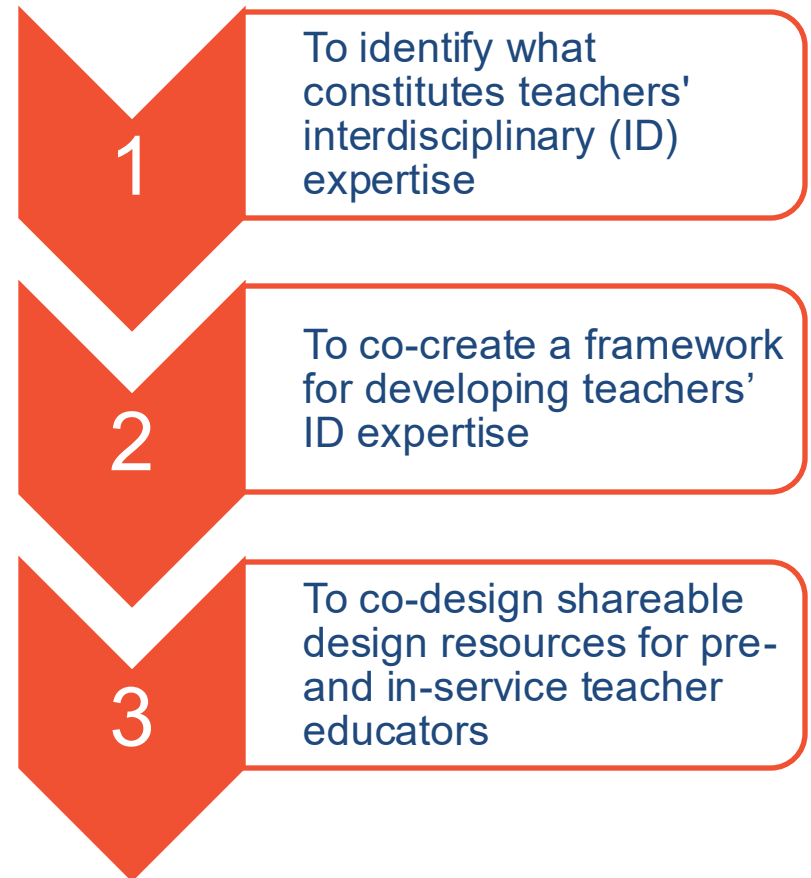 1
To identify what
constitutes teachers'
interdisciplinary (ID)
expertise
2
To co-create a framework
for developing teachers’
ID expertise
3
To co-design shareable
design resources for pre-
and in-service teacher
educators